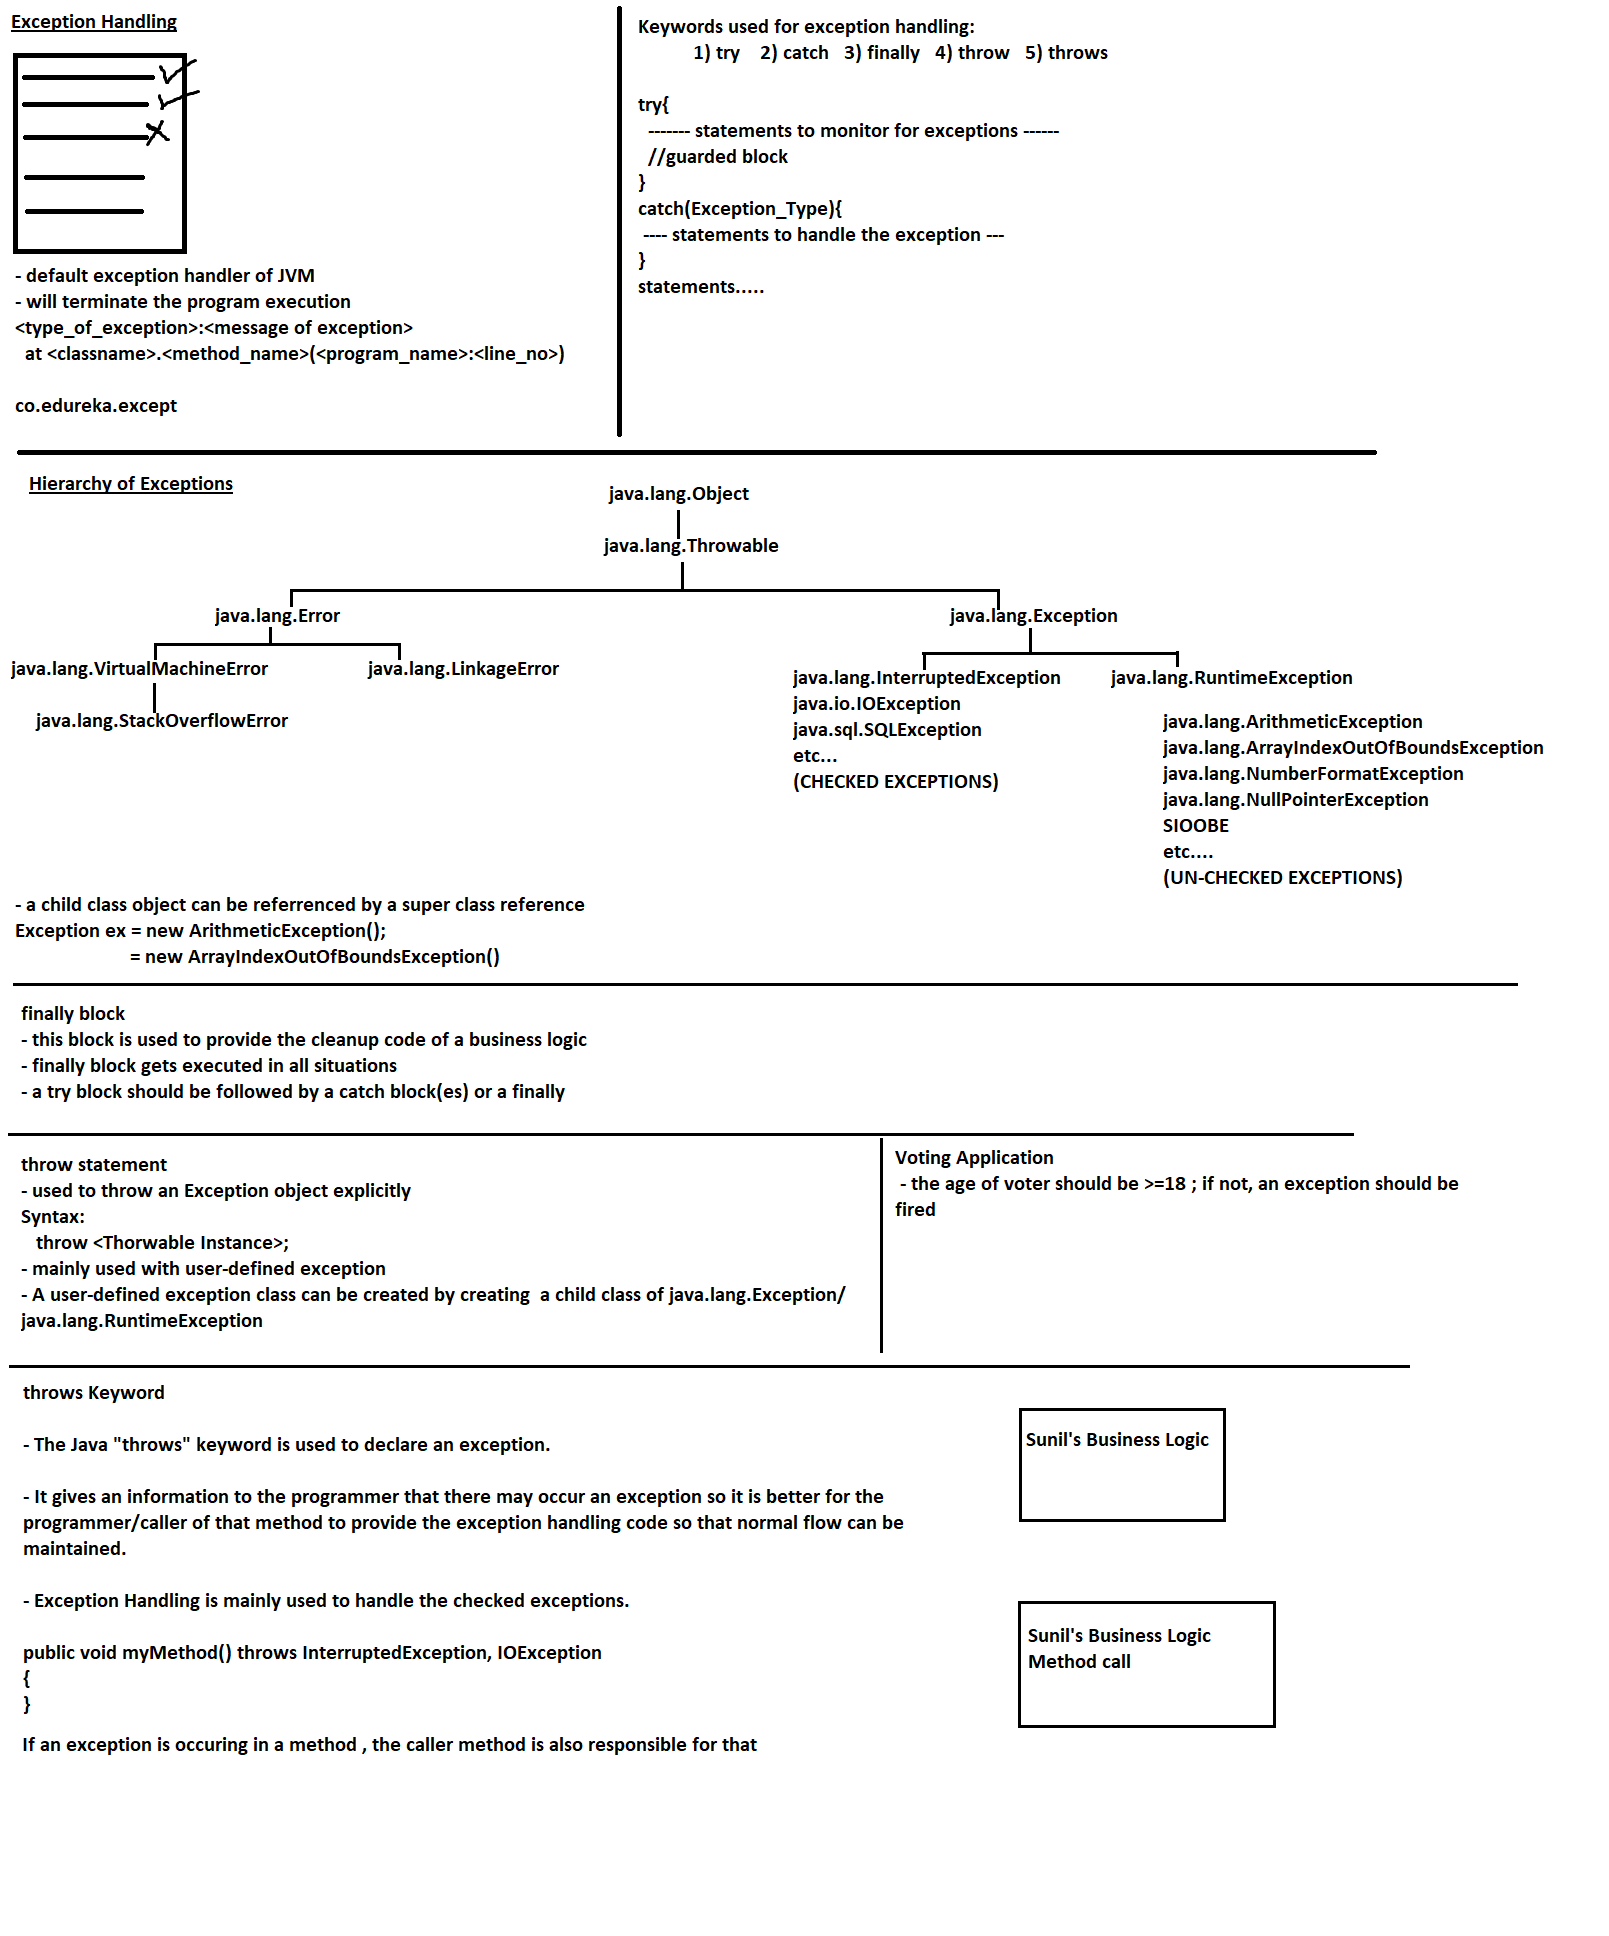 Exception Handling
- default exception handler of JVM
- will terminate the program execution
<type_of_exception>:<message of exception>
at <classname>.<method_name>(<program_name>:<line_no>)
co.edureka.except
Keywords used for exception handling:
1) try 2) catch 3) finally 4) throw 5) throws
try{
------- statements to monitor for exceptions ------
//guarded block
}
catch(Exception_Type){
---- statements to handle the exception ---
}
statements.....
Hierarchy of Exceptions
java.lang.Object
java.lang.Throwable
java.lang.Error
java.lang.Exception
java.lang.VirtualMachineError
java.lang.LinkageError
java.lang.StackOverflowError
java.lang.InterruptedException
java.io.IOException
java.sql.SQLException
etc...
(CHECKED EXCEPTIONS)
java.lang.RuntimeException
java.lang.ArithmeticException
java.lang.ArrayIndexOutOfBoundsException
java.lang.NumberFormatException
java.lang.NullPointerException
SIOOBE
etc....
(UN-CHECKED EXCEPTIONS)
- a child class object can be referrenced by a super class reference
Exception ex = new ArithmeticException();
= new ArrayIndexOutOfBoundsException()
finally block
- this block is used to provide the cleanup code of a business logic
- finally block gets executed in all situations
- a try block should be followed by a catch block(es) or a finally
throw statement
- used to throw an Exception object explicitly
Syntax:
throw <Thorwable Instance>;
- mainly used with user-defined exception
- A user-defined exception class can be created by creating  a child class of java.lang.Exception/
java.lang.RuntimeException
Voting Application
- the age of voter should be >=18 ; if not, an exception should be
fired
throws Keyword
- The Java "throws" keyword is used to declare an exception.
- It gives an information to the programmer that there may occur an exception so it is better for the
programmer/caller of that method to provide the exception handling code so that normal flow can be
maintained.
- Exception Handling is mainly used to handle the checked exceptions.
public void myMethod() throws InterruptedException, IOException
{
}
If an exception is occuring in a method , the caller method is also responsible for that
Sunil's Business Logic
Sunil's Business Logic
Method call